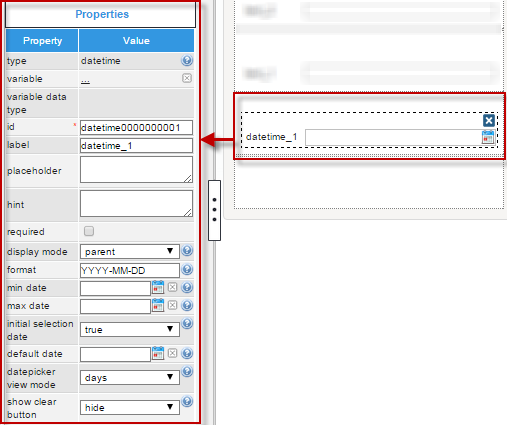 Properties
Property Value
type datetime
variable ...
variable data
type
id * datetime0000000001
label datetime_1
placeholder
hint
required
display mode parent
format YYYY-MM-DD
min date
max date
initial selection
date true
default date
datepicker
view mode days
show clear
button hide
datetime_1